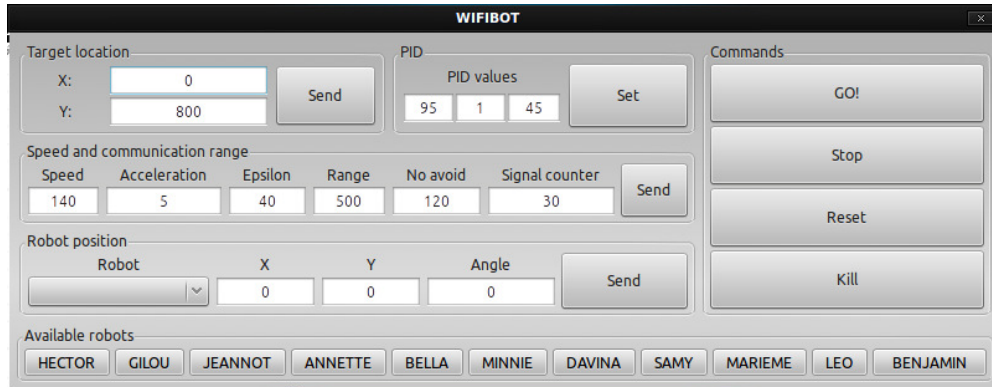 WIFIBOT
Target location
X: 0
Y: 800
Send
PID
PID values
95 1 45
Set
Commands
GO!
Stop
Reset
Kill
Speed and communication range
Speed Acceleration Epsilon Range No avoid Signal counter
140 5 40 500 120 30
Send
Robot position
Robot X Y Angle
0 0 0
Send
Available robots
HECTOR GILOU JEANNOT ANNETTE BELLA MINNIE DAVINA SAMY MARIEME LEO BENJAMIN